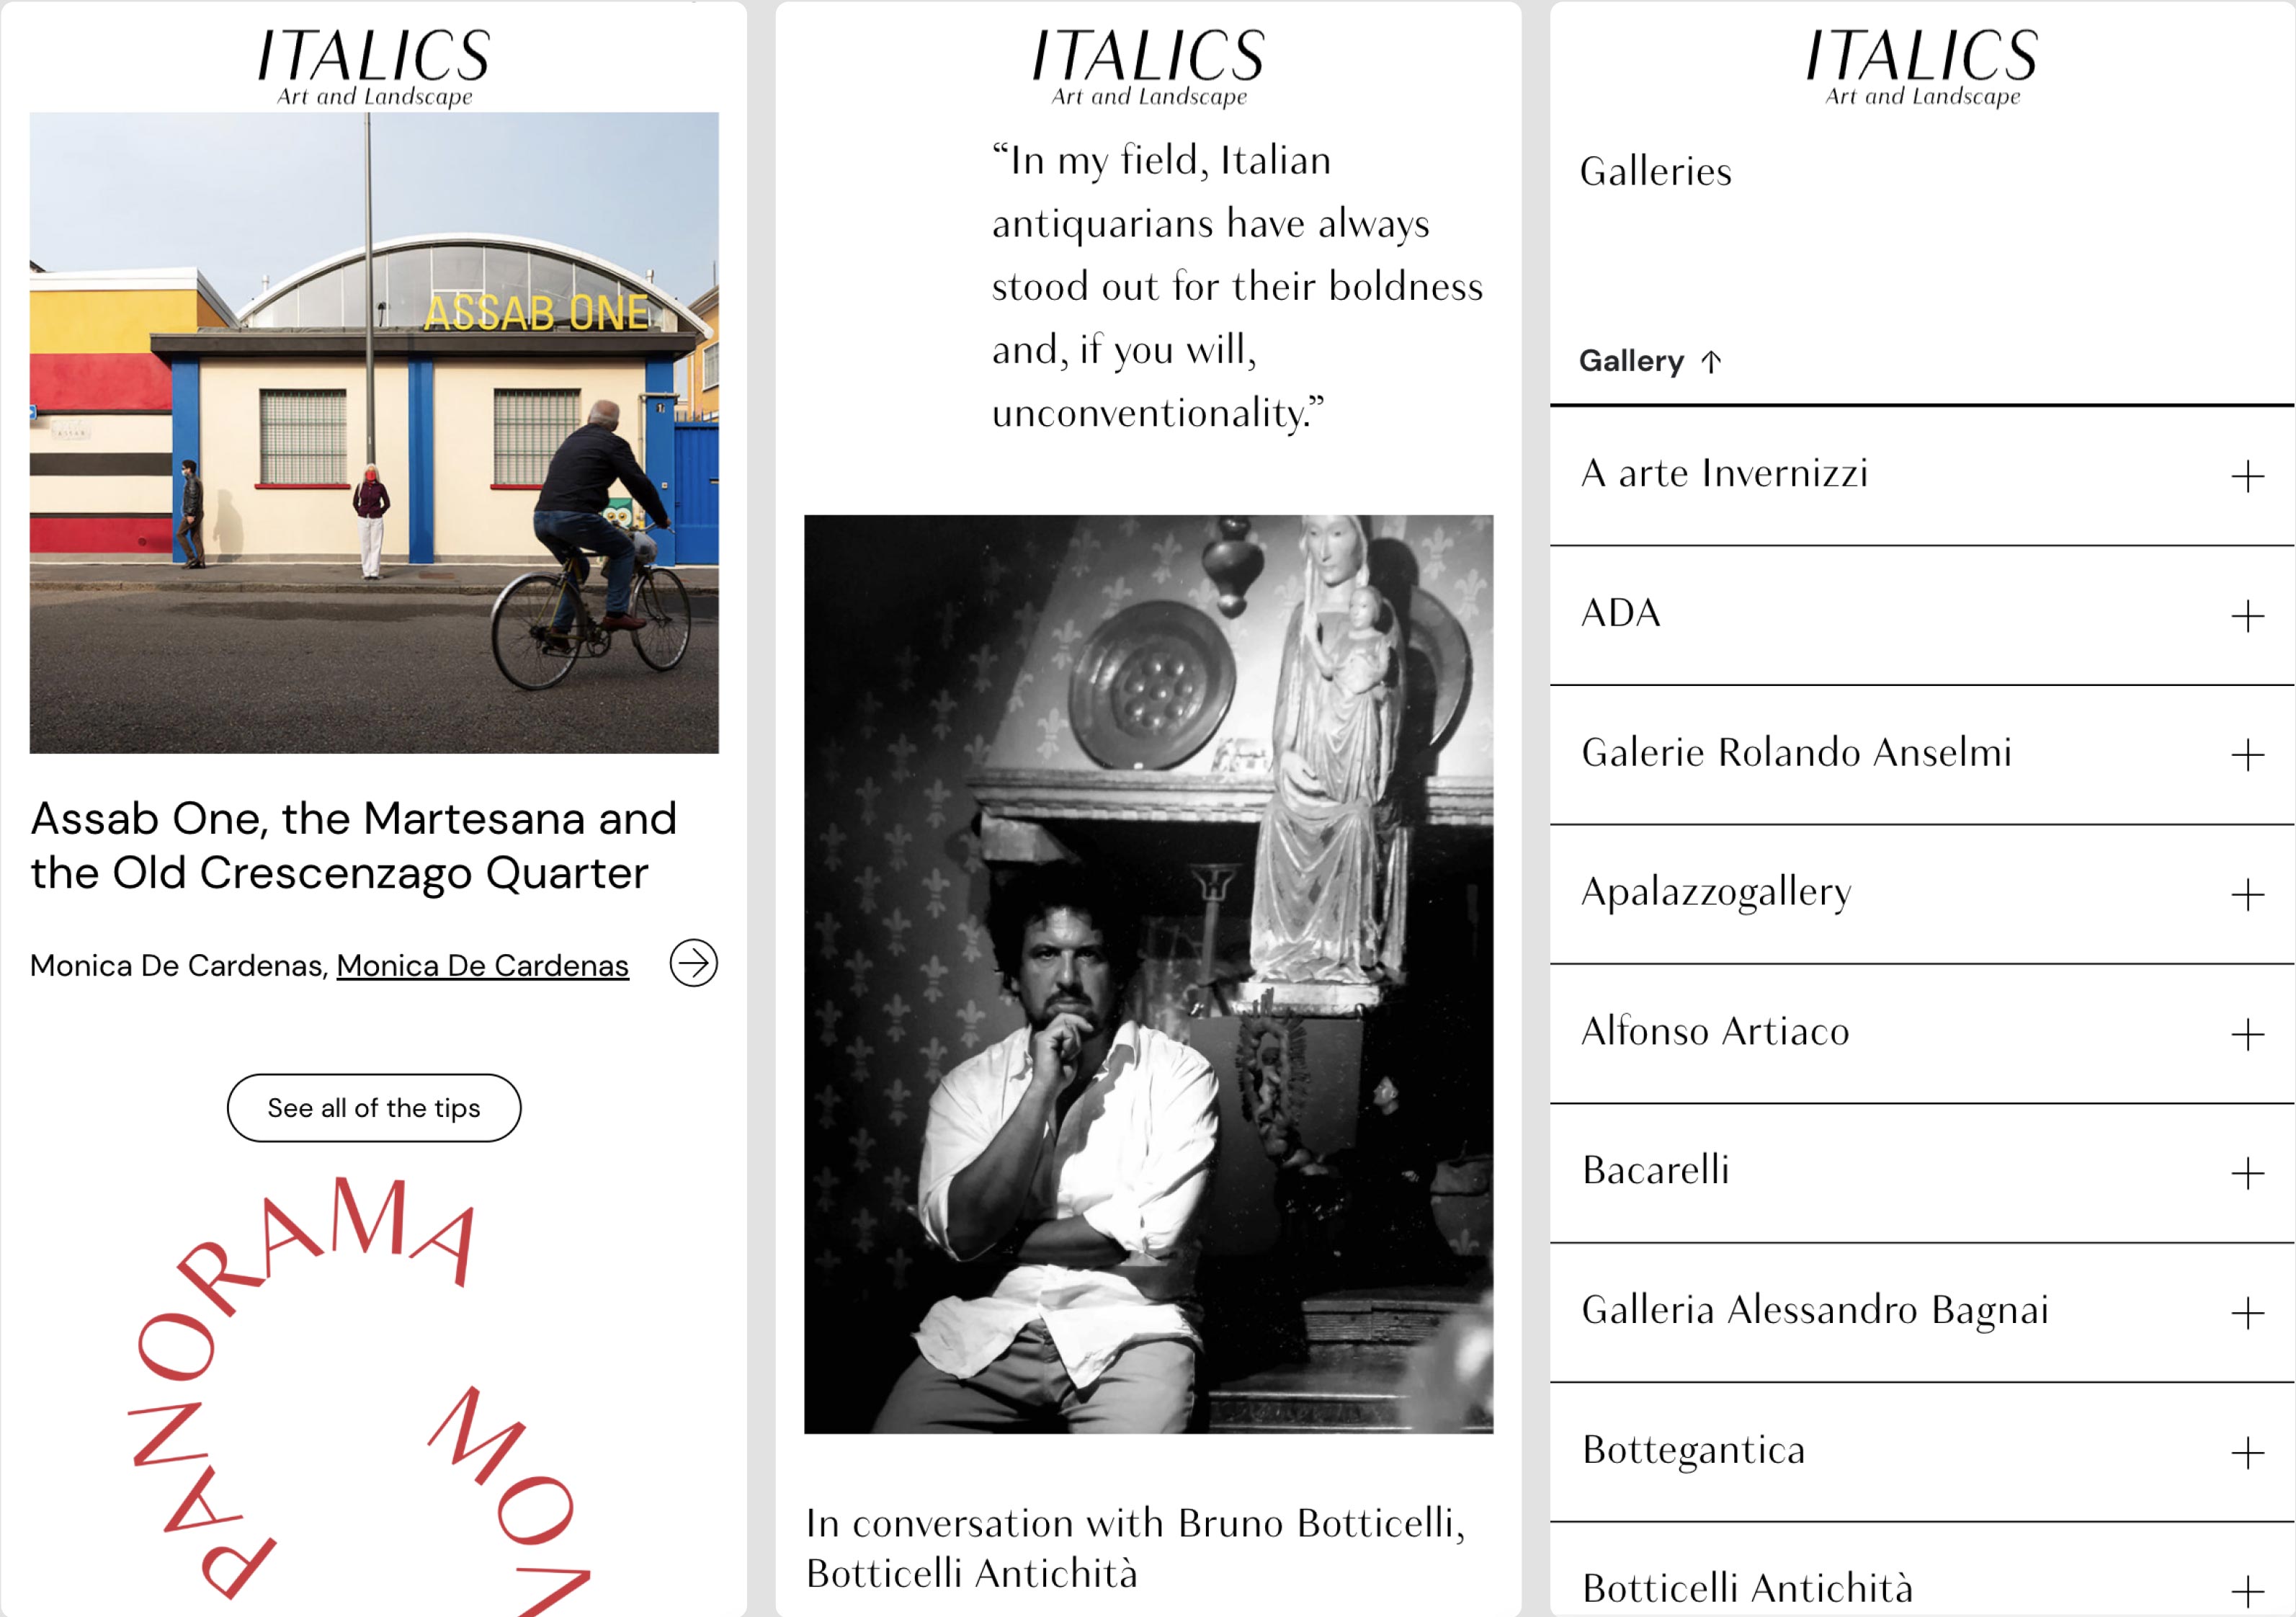 ITALICS
Art and Landscape
ASSAB ONE
ASSAB
Assab One, the Martesana and
the Old Crescenzago Quarter
Monica De Cardenas, Monica De Cardenas
See all of the tips
PANORAMA
MON
ITALICS
Art and Landscape
“In my field, Italian
antiquarians have always
stood out for their boldness
and, if you will,
unconventionality.”
In conversation with Bruno Botticelli,
Botticelli Antichità
ITALICS
Art and Landscape
Galleries
Gallery ↑
A arte Invernizzi
ADA
Galerie Rolando Anselmi
Apalazzogallery
Alfonso Artiaco
Bacarelli
Galleria Alessandro Bagnai
Bottegantica
Botticelli Antichità